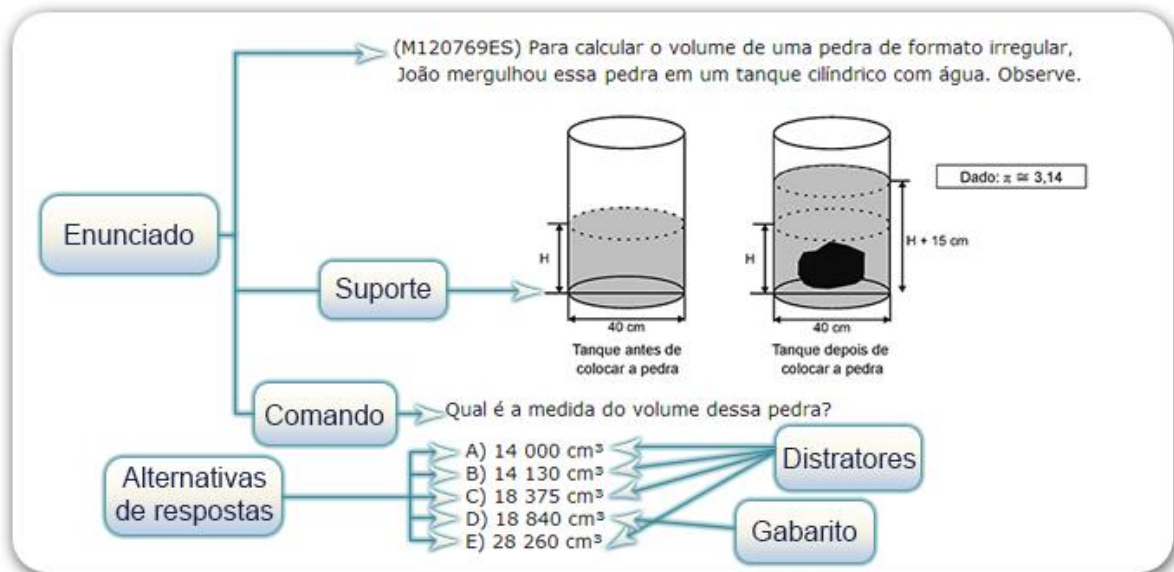 (M120769ES) Para calcular o volume de uma pedra de formato irregular,
João mergulhou essa pedra em um tanque cilíndrico com água. Observe.
Enunciado
Suporte
H
40 cm
Tanque antes de
colocar a pedra
H
H + 15 cm
40 cm
Tanque depois de
colocar a pedra
Dado: π ≅ 3,14
Comando
Qual é a medida do volume dessa pedra?
Alternativas
de respostas
A) 14 000 cm³
B) 14 130 cm³
C) 18 375 cm³
D) 18 840 cm³
E) 28 260 cm³
Distratores
Gabarito